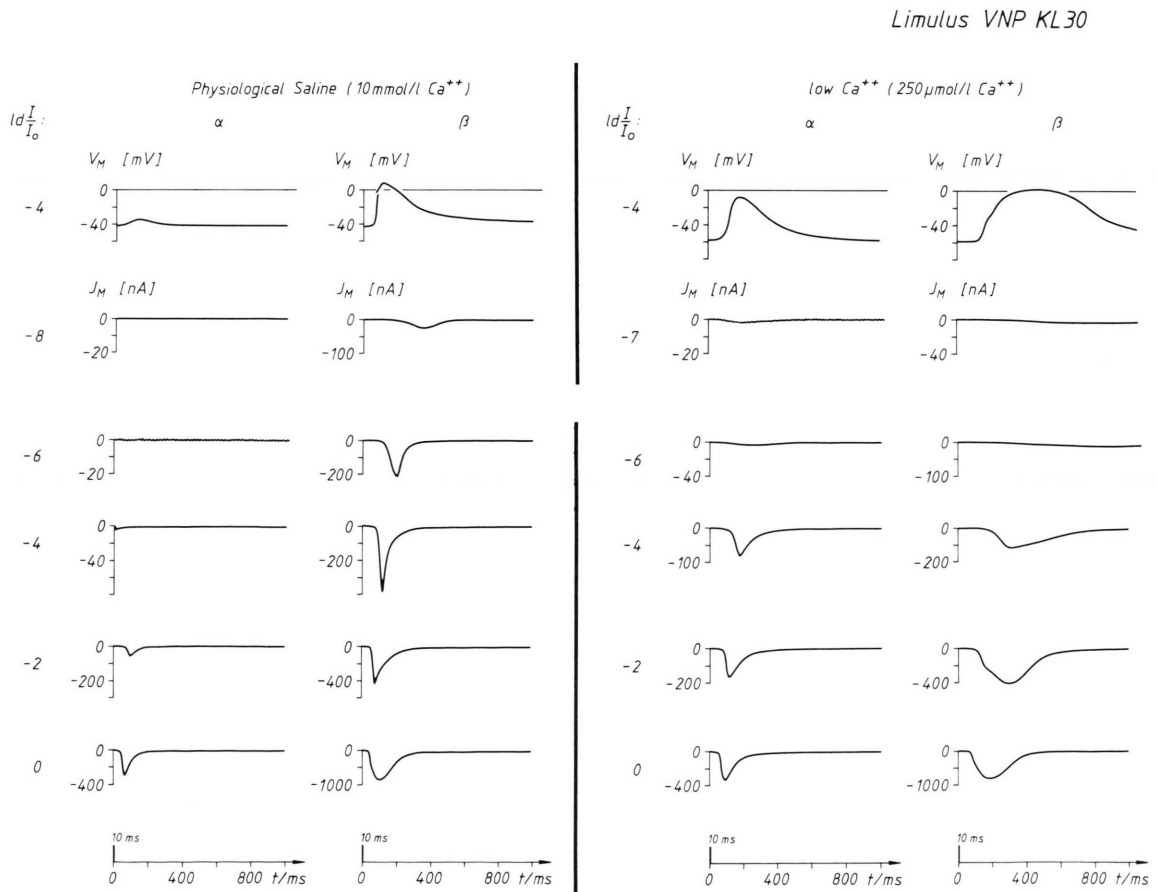 Limulus VNP KL30
Physiological Saline (10 mmol/l Ca++)
ld I/I0 :
α
β
VM [mV]
VM [mV]
-4
0
-40
0
-40
JM [nA]
JM [nA]
-8
0
-20
0
-100
-6
0
-20
0
-200
-4
0
-40
0
-200
-2
0
-200
0
-400
0
0
-400
0
-1000
10 ms
10 ms
0 400 800 t/ms
0 400 800 t/ms
low Ca++ (250 μmol/l Ca++)
ld I/I0 :
α
β
VM [mV]
VM [mV]
-4
0
-40
0
-40
JM [nA]
JM [nA]
-7
0
-20
0
-40
-6
0
-40
0
-100
-4
0
-100
0
-200
-2
0
-200
0
-400
0
0
-400
0
-1000
10 ms
10 ms
0 400 800 t/ms
0 400 800 t/ms